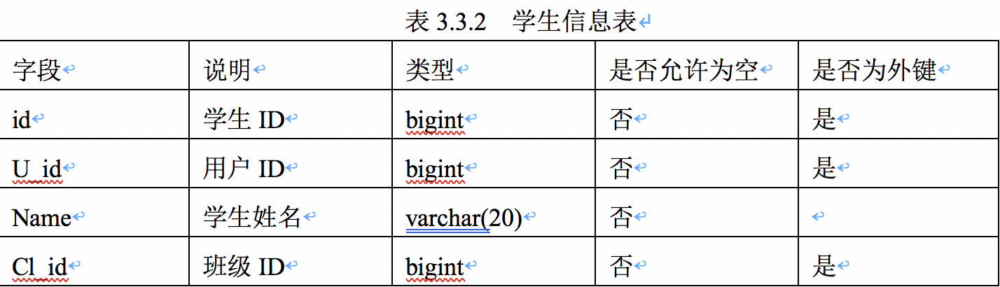 表 3.3.2 学生信息表
字段 说明 类型 是否允许为空 是否为外键
id 学生 ID bigint 否 是
U_id 用户 ID bigint 否 是
Name 学生姓名 varchar(20) 否
Cl_id 班级 ID bigint 否 是